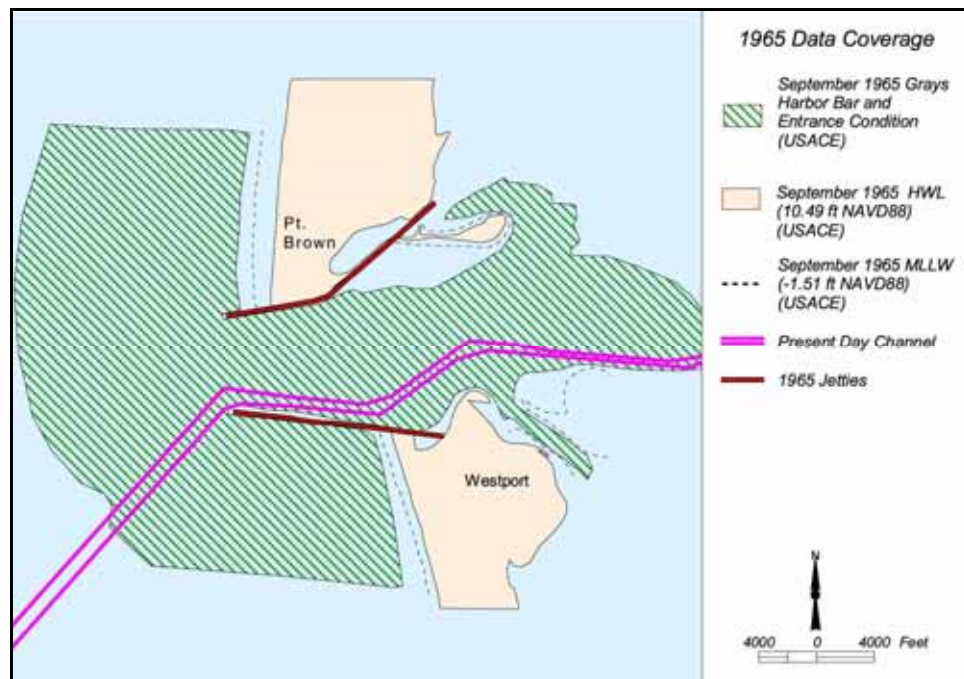 1965 Data Coverage
September 1965 Grays
Harbor Bar and
Entrance Condition
(USACE)
September 1965 HWL
(10.49 ft NAVD88)
(USACE)
September 1965 MLLW
(-1.51 ft NAVD88)
(USACE)
Present Day Channel
1965 Jetties
Pt.
Brown
Westport
N
4000 0 4000 Feet